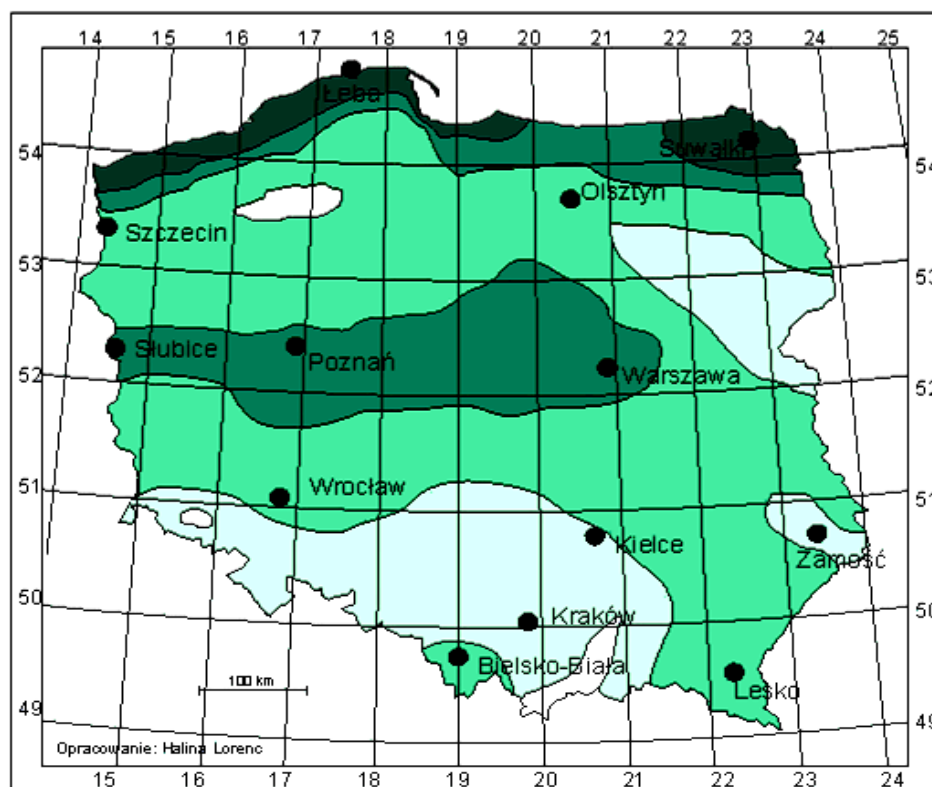 14 15 16 17 18 19 20 21 22 23 24 25
Łeba
Suwałki
54 54
Olsztyn
Szczecin
53 53
Słubice
Poznań
Warszawa
52 52
Wrocław
51 51
Kielce
Zamość
50 50
Kraków
Bielsko-Biała
Lesko
100 km
49 49
Opracowanie: Halina Lorenc
15 16 17 18 19 20 21 22 23 24